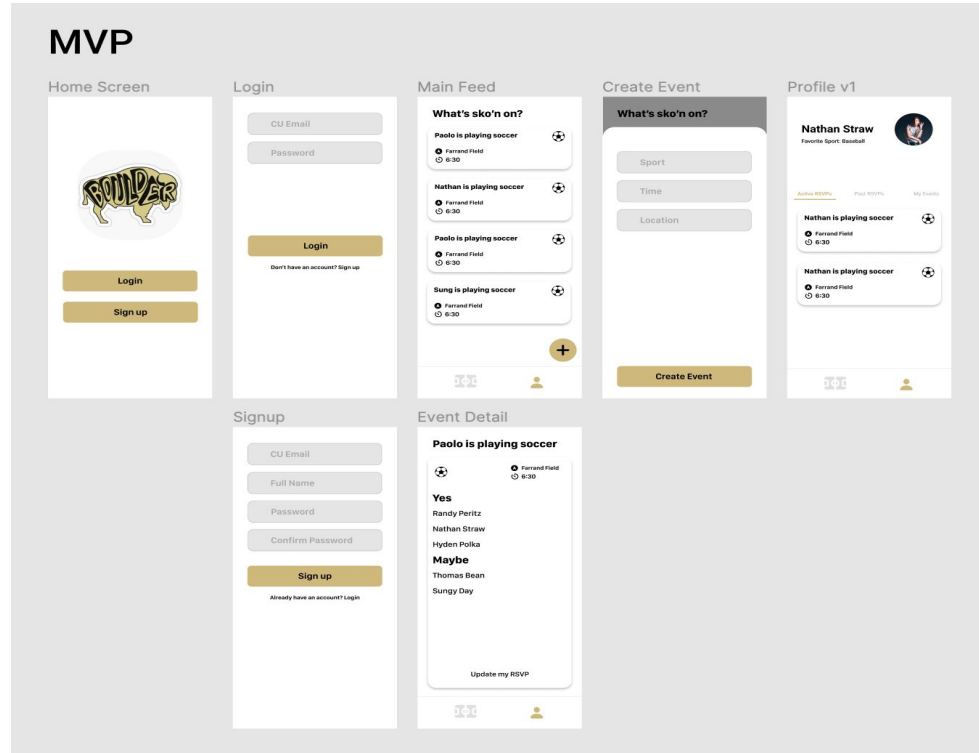 MVP
Home Screen
BOULDER
Login
Sign up
Login
CU Email
Password
Login
Don't have an account? Sign up
Main Feed
What's sko'n on?
Paolo is playing soccer
Farrand Field
6:30
Nathan is playing soccer
Farrand Field
6:30
Paolo is playing soccer
Farrand Field
6:30
Sung is playing soccer
Farrand Field
6:30
+
Create Event
What's sko'n on?
Sport
Time
Location
Create Event
Profile v1
Nathan Straw
Favorite Sport: Baseball
Active RSVPs Past RSVPs My Events
Nathan is playing soccer
Farrand Field
6:30
Nathan is playing soccer
Farrand Field
6:30
Signup
CU Email
Full Name
Password
Confirm Password
Sign up
Already have an account? Login
Event Detail
Paolo is playing soccer
Farrand Field
6:30
Yes
Randy Peritz
Nathan Straw
Hyden Polka
Maybe
Thomas Bean
Sungy Day
Update my RSVP